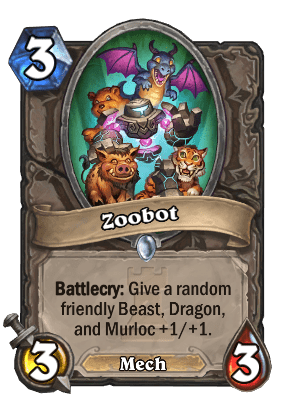 3
Zoobot
Battlecry: Give a random
friendly Beast, Dragon,
and Murloc +1/+1.
3 Mech 3